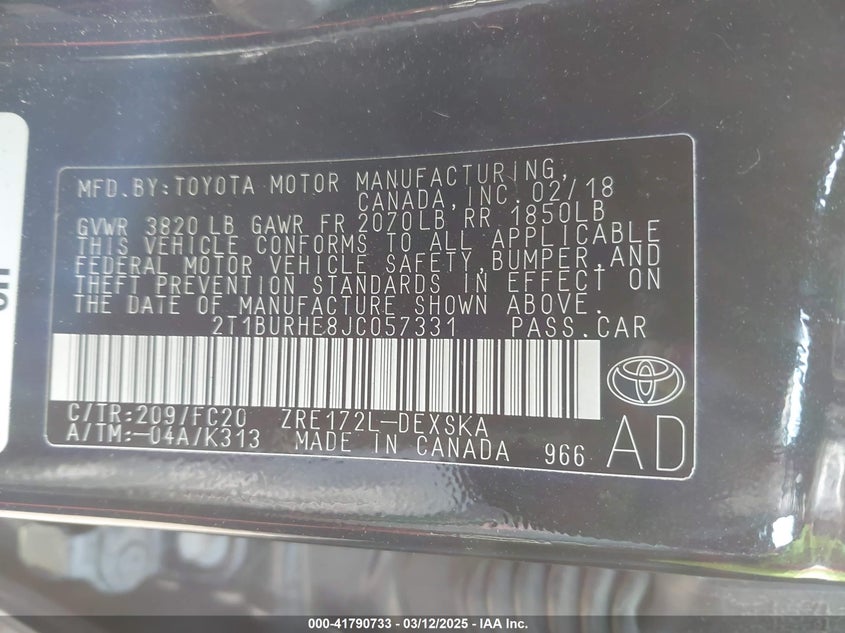 MFD.BY:TOYOTA MOTOR MANUFACTURING,
CANADA,INC. 02/18
GVWR 3820 LB GAWR FR 2070LB RR 1850LB
THIS VEHICLE CONFORMS TO ALL APPLICABLE
FEDERAL MOTOR VEHICLE SAFETY,BUMPER,AND
THEFT PREVENTION STANDARDS IN EFFECT ON
THE DATE OF MANUFACTURE SHOWN ABOVE.
2T1BURHE8JC057331 PASS.CAR
C/TR:209/FC20 ZRE172L-DEXSKA
A/TM:-04A/K313 MADE IN CANADA 966 AD
000-41790733 - 03/12/2025 - IAA Inc.